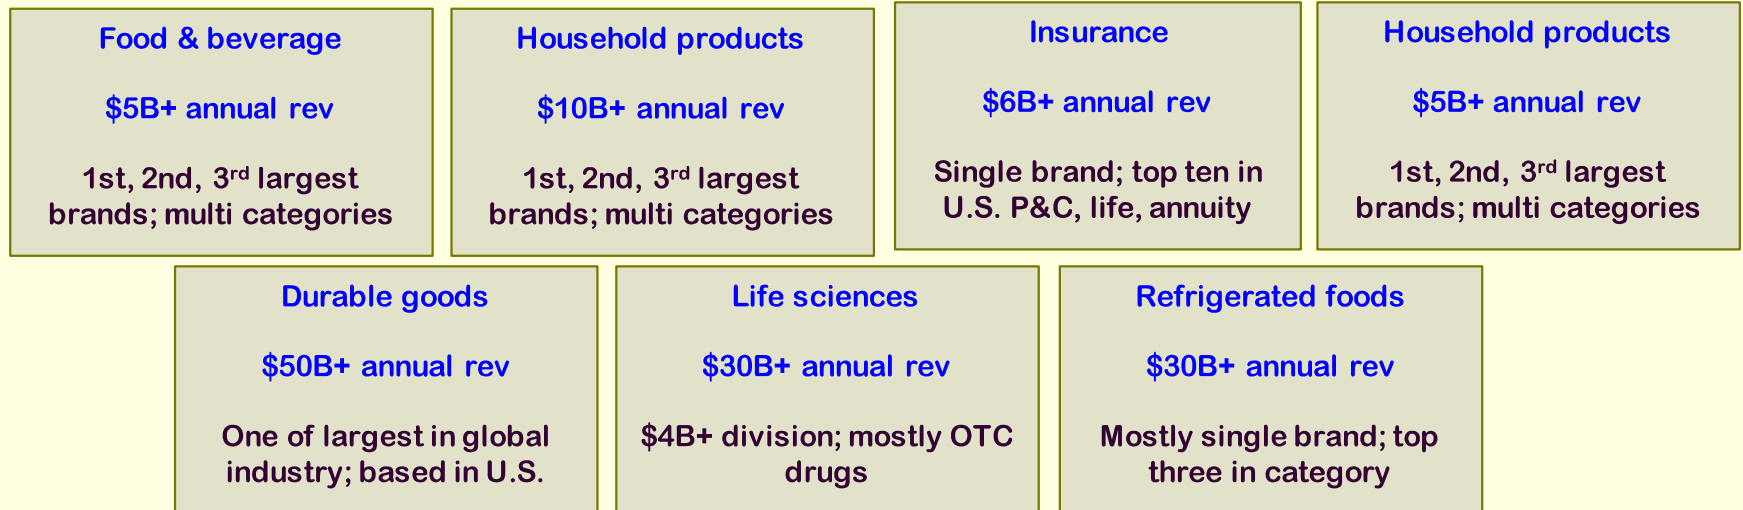 Food & beverage
$5B+ annual rev
1st, 2nd, 3rd largest
brands; multi categories
Household products
$10B+ annual rev
1st, 2nd, 3rd largest
brands; multi categories
Insurance
$6B+ annual rev
Single brand; top ten in
U.S. P&C, life, annuity
Household products
$5B+ annual rev
1st, 2nd, 3rd largest
brands; multi categories
Durable goods
$50B+ annual rev
One of largest in global
industry; based in U.S.
Life sciences
$30B+ annual rev
$4B+ division; mostly OTC
drugs
Refrigerated foods
$30B+ annual rev
Mostly single brand; top
three in category